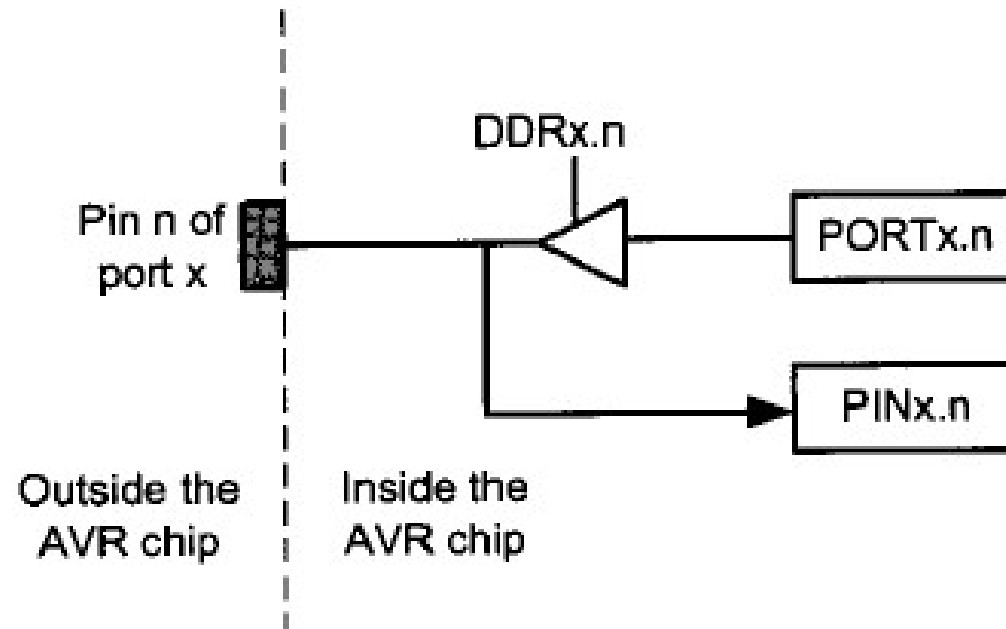 DDRx.n
Pin n of
port x
PORTx.n
PINx.n
Outside the
AVR chip
Inside the
AVR chip